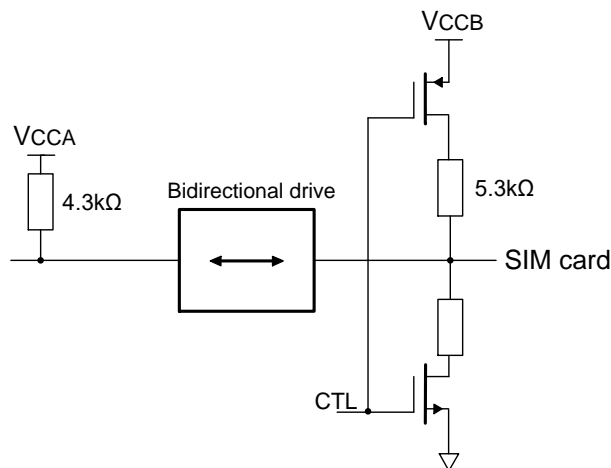 VCCB
VCCA
4.3kΩ
Bidirectional drive
5.3kΩ
SIM card
CTL